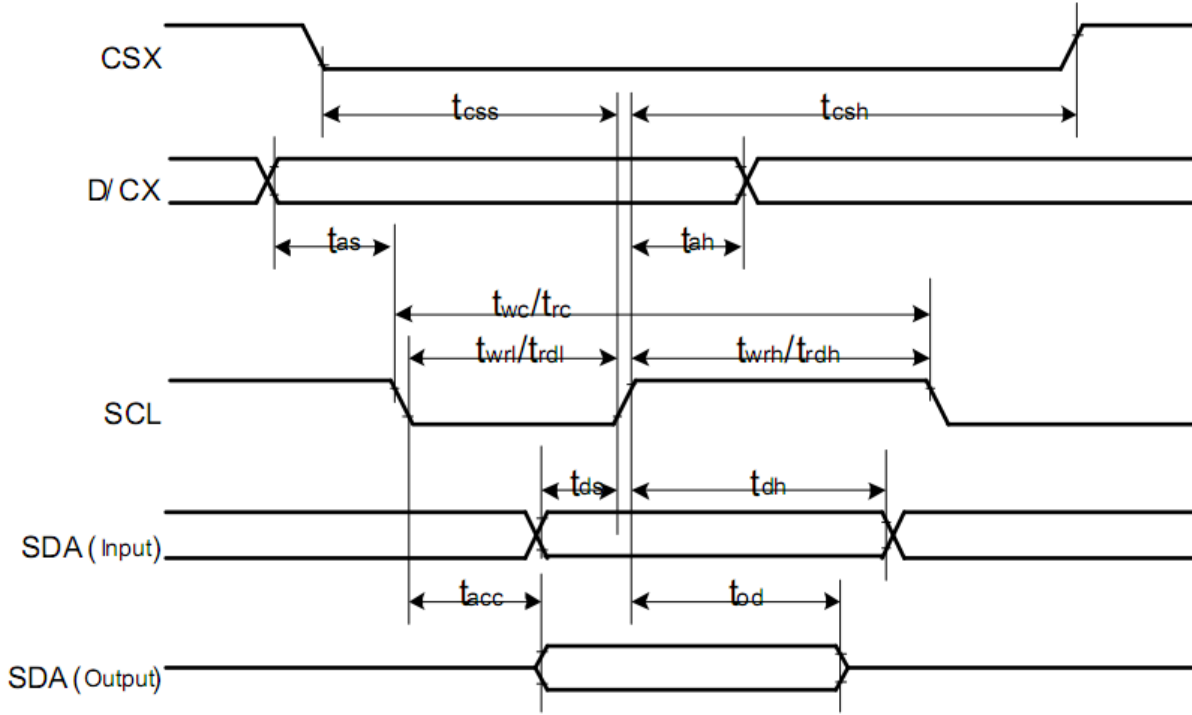 CSX
tcss
tcsh
D/CX
tas
tah
twc/trc
twrl/trdl
twrh/trdh
SCL
tds
tdh
SDA(Input)
tacc
tod
SDA(Output)